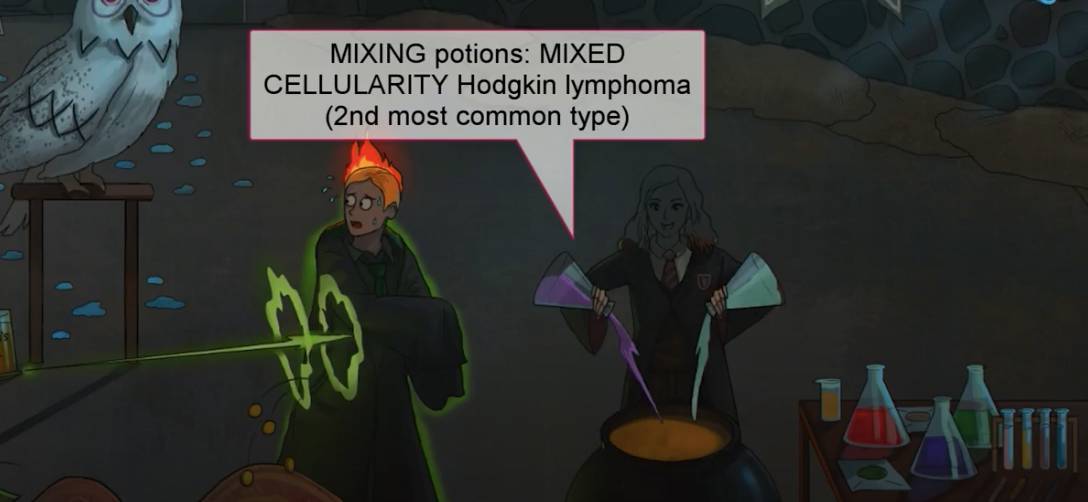 MIXING potions: MIXED
CELLULARITY Hodgkin lymphoma
(2nd most common type)